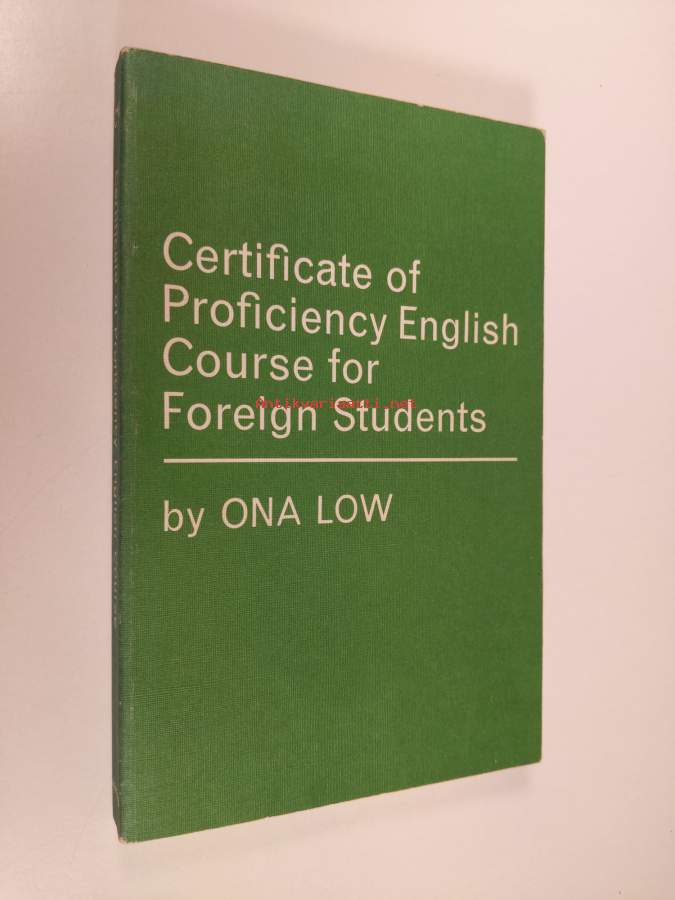 Certificate of
Proficiency English
Course for
Foreign Students
by ONA LOW
Antikvariaatti.net